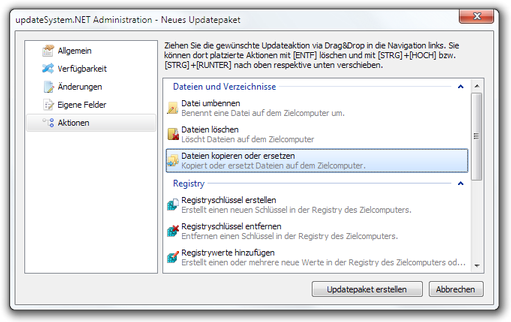 updateSystem.NET Administration - Neues Updatepaket
Allgemein
Verfügbarkeit
Änderungen
Eigene Felder
Aktionen
Ziehen Sie die gewünschte Updateaktion via Drag&Drop in die Navigation links. Sie
können dort platzierte Aktionen mit [ENTF] löschen und mit [STRG]+[HOCH] bzw.
[STRG]+[RUNTER] nach oben respektive unten verschieben.
Dateien und Verzeichnisse
Datei umbennen
Benennt eine Datei auf dem Zielcomputer um.
Dateien löschen
Löscht Dateien auf dem Zielcomputer
Dateien kopieren oder ersetzen
Kopiert oder ersetzt Dateien auf dem Zielcomputer.
Registry
Registryschlüssel erstellen
Erstellt einen neuen Schlüssel in der Registry des Zielcomputers.
Registryschlüssel entfernen
Entfernen einen Schlüssel in der Registry des Zielcomputers.
Registrywerte hinzufügen
Erstellt einen oder mehrere neue Werte in der Registry des Zielcomputers od...
Updatepaket erstellen
Abbrechen